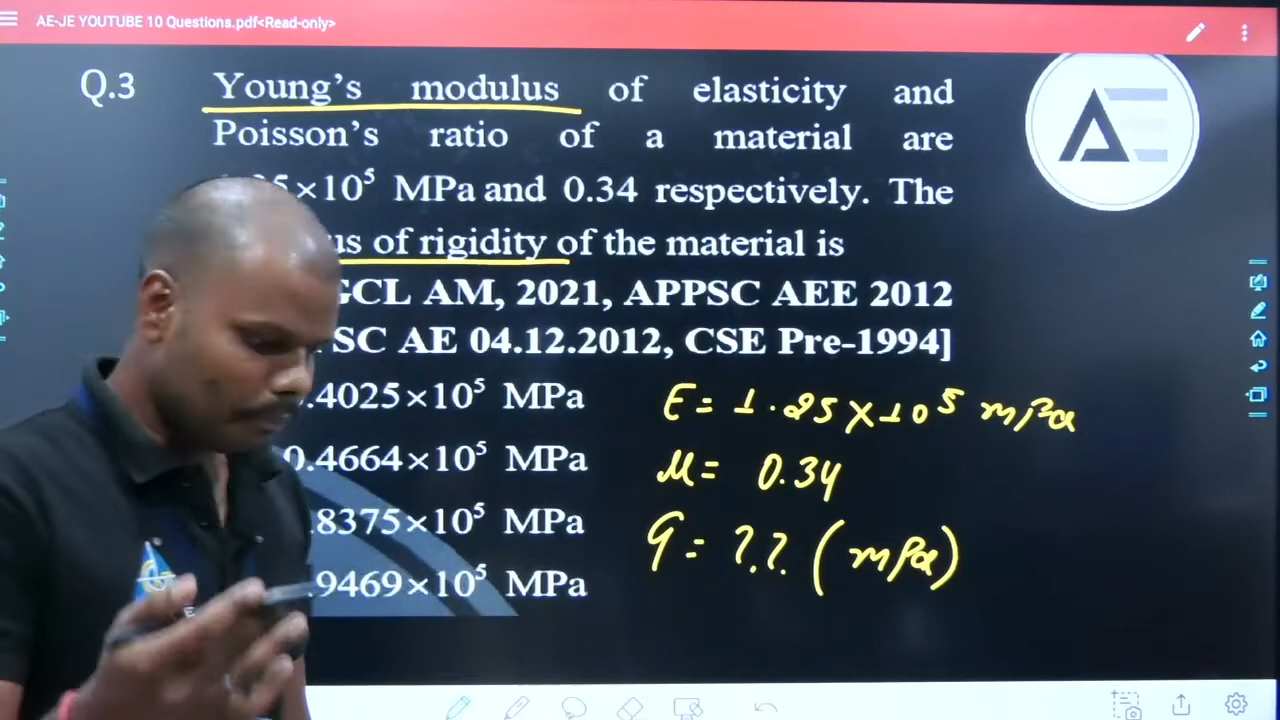 AE-JE YOUTUBE 10 Questions.pdf<Read-only>
AE
Q.3 Young's modulus of elasticity and
Poisson's ratio of a material are
×10⁵ MPa and 0.34 respectively. The
of rigidity of the material is
AM, 2021, APPSC AEE 2012
AE 04.12.2012, CSE Pre-1994]
.4025×10⁵ MPa
0.4664×10⁵ MPa
.8375×10⁵ MPa
.9469×10⁵ MPa
E = 1.25 × 10⁵ mPa
μ = 0.34
G = ?.?. (mPa)